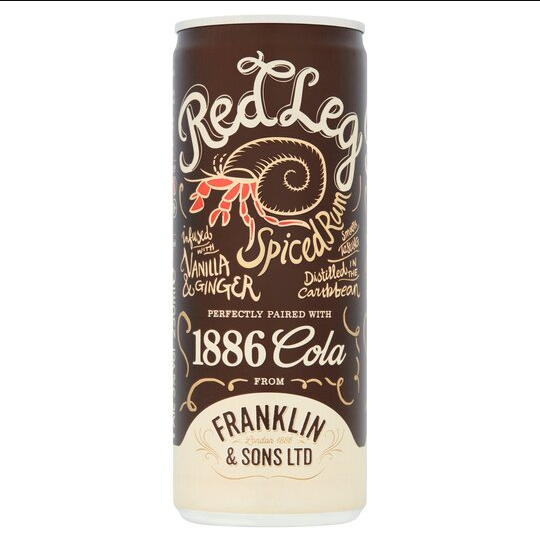 Red Leg
Spiced Rum
Infused
WITH
VANILLA
& GINGER
Smooth
Tasting
Distilled IN THE
Caribbean
PERFECTLY PAIRED WITH
1886 Cola
FROM
FRANKLIN
London 1886
& SONS LTD